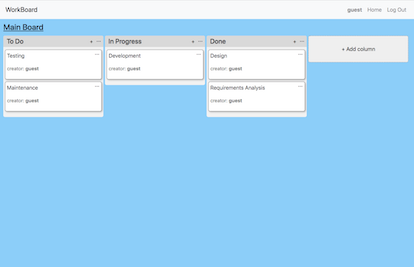 WorkBoard
guest Home Log Out
Main Board
To Do + ...
Testing ...
creator: guest
Maintenance ...
creator: guest
In Progress + ...
Development ...
creator: guest
Done + ...
Design ...
creator: guest
Requirements Analysis ...
creator: guest
+ Add column